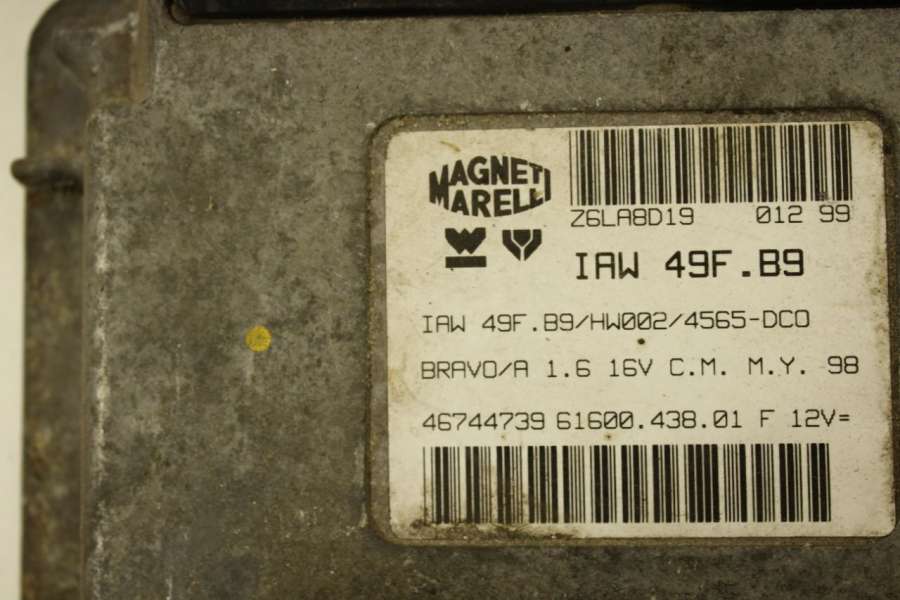 MAGNETI
MARELLI
Z6LA8D19 012 99
IAW 49F.B9
IAW 49F.B9/HW002/4565-DCO
BRAVO/A 1.6 16V C.M. M.Y. 98
46744739 61600.438.01 F 12V=